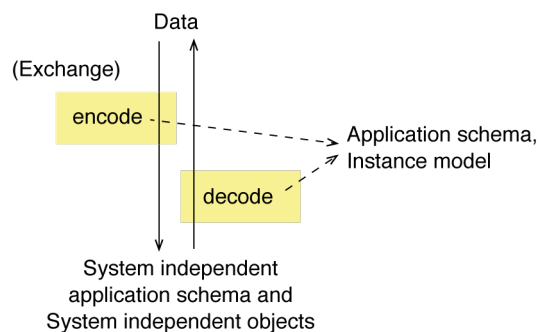 Data
(Exchange)
encode
Application schema,
Instance model
decode
System independent
application schema and
System independent objects